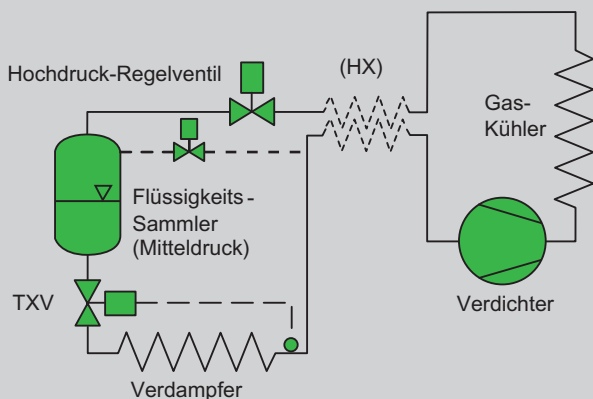 Hochdruck-Regelventil
(HX)
Gas-
Kühler
Flüssigkeits-
Sammler
(Mitteldruck)
TXV
Verdichter
Verdampfer